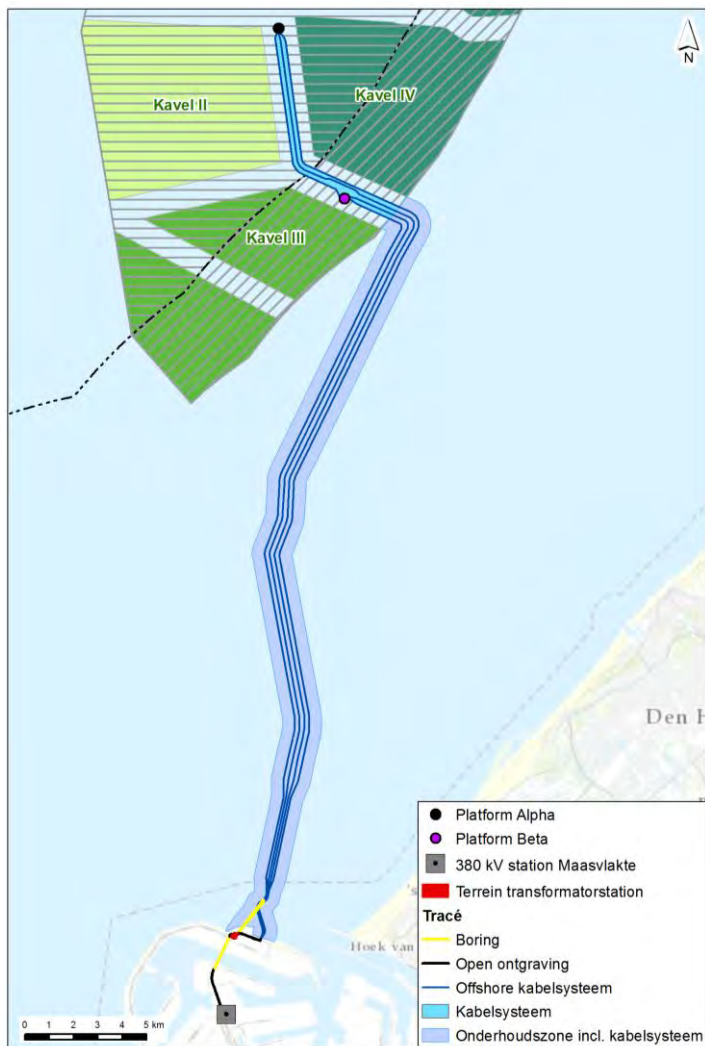 N
Kavel II
Kavel IV
Kavel III
Den H
's
Hoek van
Platform Alpha
Platform Beta
380 kV station Maasvlakte
Terrein transformatorstation
Tracé
Boring
Open ontgraving
Offshore kabelsysteem
Kabelsysteem
Onderhoudszone incl. kabelsysteem
0 1 2 3 4 5 km